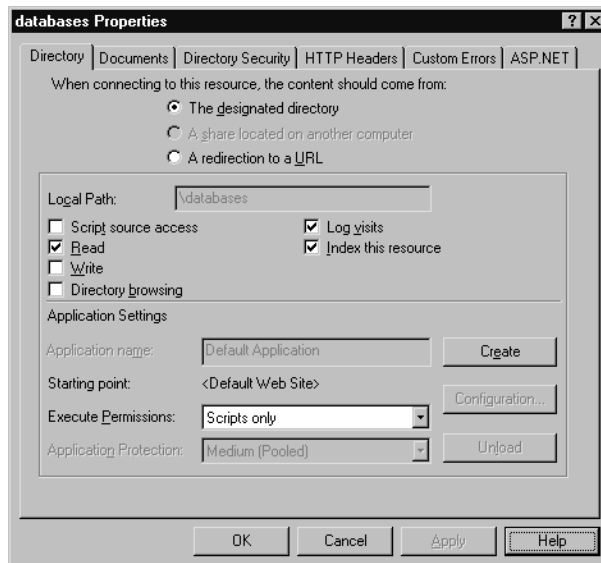 databases Properties
Directory Documents Directory Security HTTP Headers Custom Errors ASP.NET
When connecting to this resource, the content should come from:
The designated directory
A share located on another computer
A redirection to a URL
Local Path: \databases
Script source access Log visits
Read Index this resource
Write
Directory browsing
Application Settings
Application name: Default Application Create
Starting point: <Default Web Site> Configuration...
Execute Permissions: Scripts only
Application Protection: Medium (Pooled) Unload
OK Cancel Apply Help